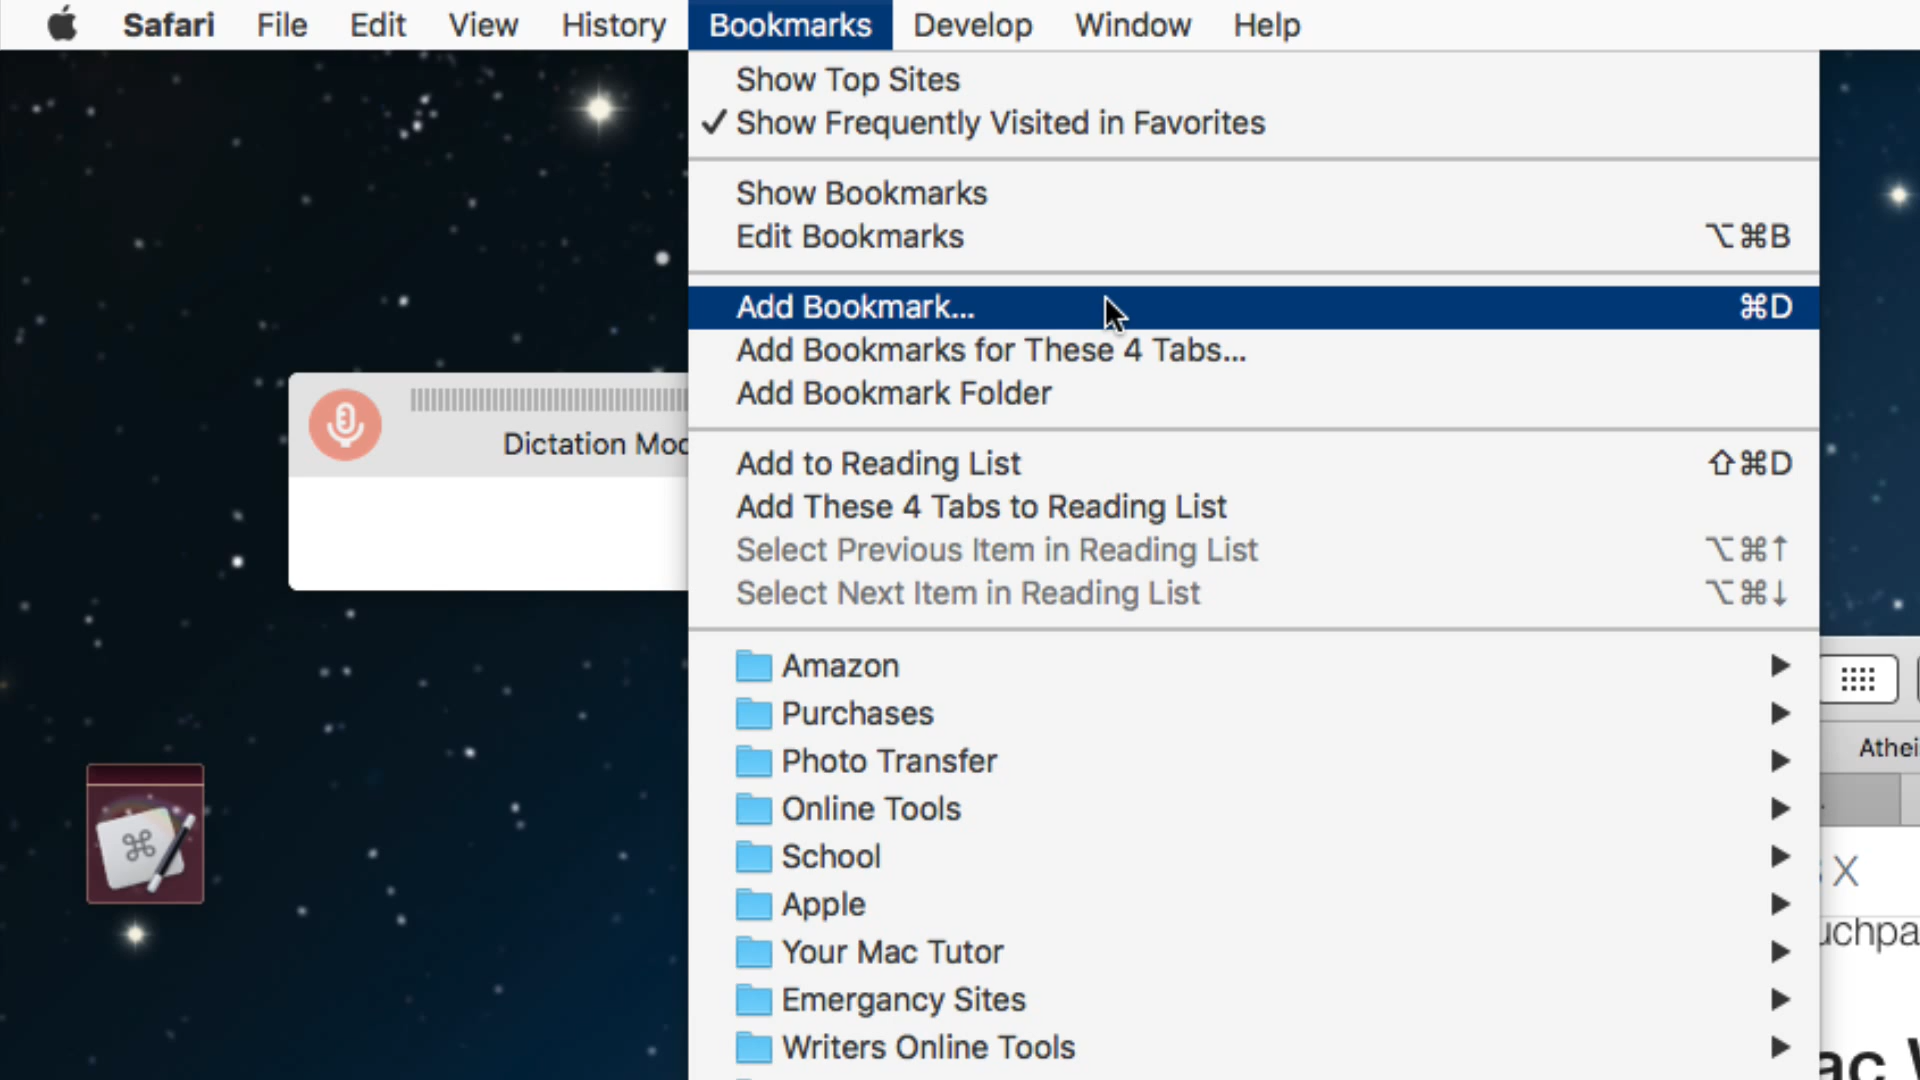 Safari File Edit View History Bookmarks Develop Window Help
Show Top Sites
✓ Show Frequently Visited in Favorites
Show Bookmarks
Edit Bookmarks ⌥⌘B
Add Bookmark... ⌘D
Add Bookmarks for These 4 Tabs...
Add Bookmark Folder
Dictation
Add to Reading List ⇧⌘D
Add These 4 Tabs to Reading List
Select Previous Item in Reading List ⌥⌘↑
Select Next Item in Reading List ⌥⌘↓
Amazon
Purchases
Photo Transfer
Online Tools
School
Apple
Your Mac Tutor
Emergancy Sites
Writers Online Tools
X